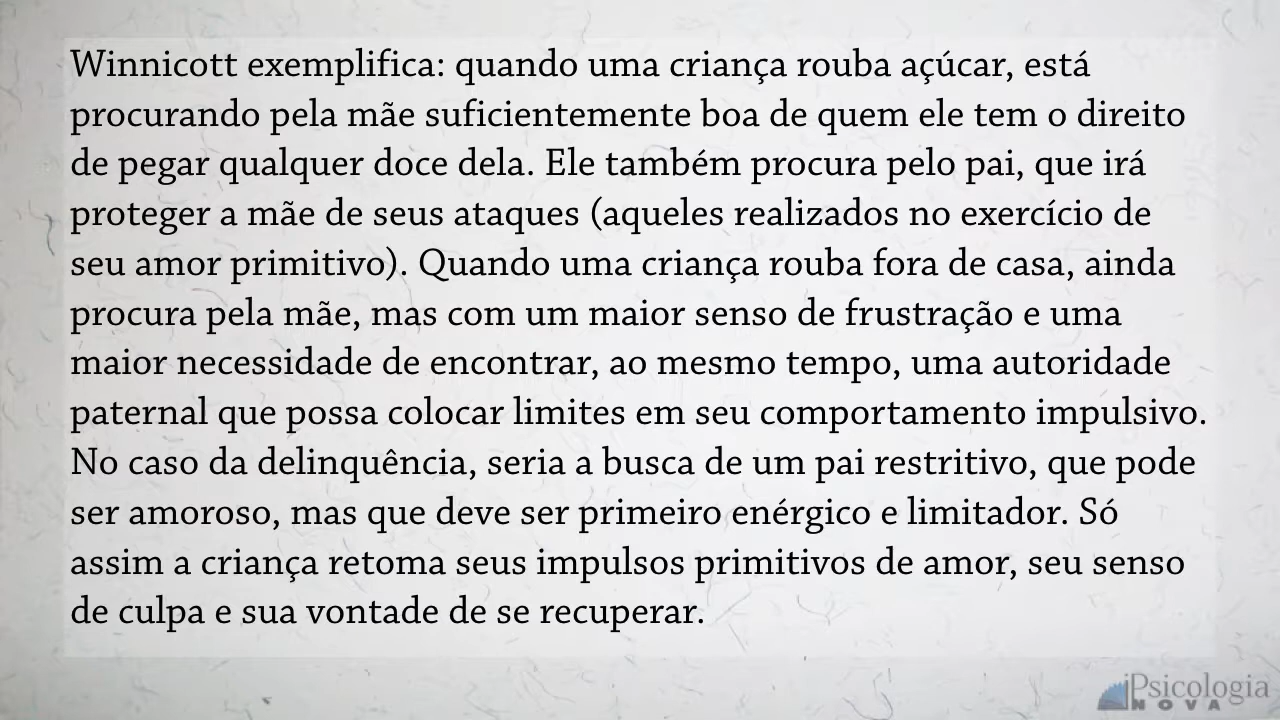 Winnicott exemplifica: quando uma criança rouba açúcar, está
procurando pela mãe suficientemente boa de quem ele tem o direito
de pegar qualquer doce dela. Ele também procura pelo pai, que irá
proteger a mãe de seus ataques (aqueles realizados no exercício de
seu amor primitivo). Quando uma criança rouba fora de casa, ainda
procura pela mãe, mas com um maior senso de frustração e uma
maior necessidade de encontrar, ao mesmo tempo, uma autoridade
paternal que possa colocar limites em seu comportamento impulsivo.
No caso da delinquência, seria a busca de um pai restritivo, que pode
ser amoroso, mas que deve ser primeiro enérgico e limitador. Só
assim a criança retoma seus impulsos primitivos de amor, seu senso
de culpa e sua vontade de se recuperar.
Psicologia
NOVA